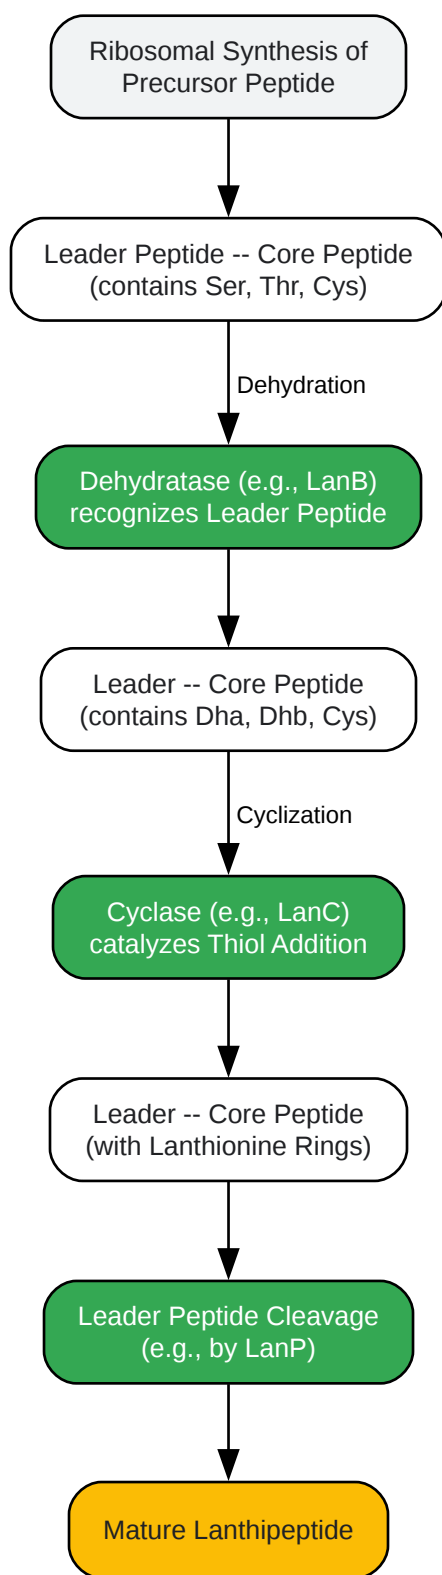 Ribosomal Synthesis of
Precursor Peptide
Leader Peptide -- Core Peptide
(contains Ser, Thr, Cys)
Dehydration
Dehydratase (e.g., LanB)
recognizes Leader Peptide
Leader -- Core Peptide
(contains Dha, Dhb, Cys)
Cyclization
Cyclase (e.g., LanC)
catalyzes Thiol Addition
Leader -- Core Peptide
(with Lanthionine Rings)
Leader Peptide Cleavage
(e.g., by LanP)
Mature Lanthipeptide